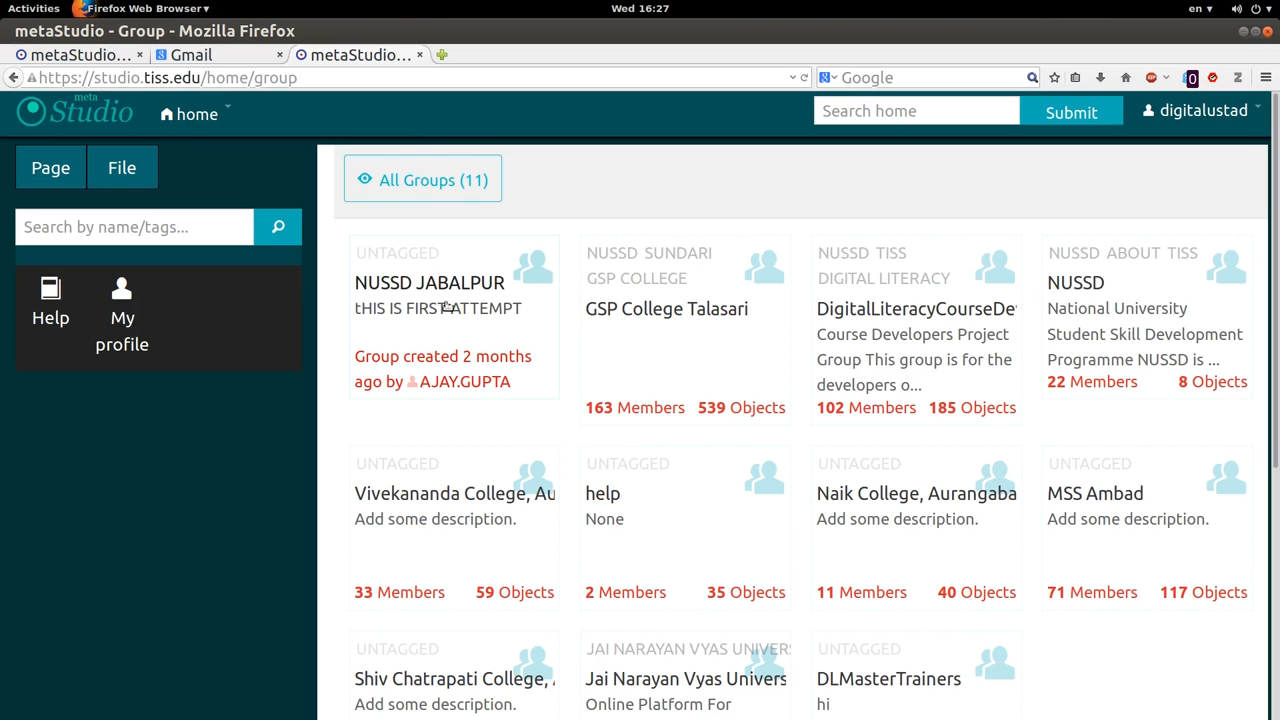 Activities Firefox Web Browser Wed 16:27 en
metaStudio - Group - Mozilla Firefox
metaStudio... × Gmail × metaStudio... ×
https://studio.tiss.edu/home/group Google 0
meta
Studio home Search home Submit digitalustad
Page File
All Groups (11)
Search by name/tags...
Help My profile
UNTAGGED
NUSSD JABALPUR
tHIS IS FIRST ATTEMPT
Group created 2 months
ago by AJAY.GUPTA
NUSSD SUNDARI
GSP COLLEGE
GSP College Talasari
163 Members 539 Objects
NUSSD TISS
DIGITAL LITERACY
DigitalLiteracyCourseDe
Course Developers Project
Group This group is for the
developers o...
102 Members 185 Objects
NUSSD ABOUT TISS
NUSSD
National University
Student Skill Development
Programme NUSSD is ...
22 Members 8 Objects
UNTAGGED
Vivekananda College, Au
Add some description.
33 Members 59 Objects
UNTAGGED
help
None
2 Members 35 Objects
UNTAGGED
Naik College, Aurangaba
Add some description.
11 Members 40 Objects
UNTAGGED
MSS Ambad
Add some description.
71 Members 117 Objects
UNTAGGED
Shiv Chatrapati College,
Add some description.
JAI NARAYAN VYAS UNIVER
Jai Narayan Vyas Univers
Online Platform For
UNTAGGED
DLMasterTrainers
hi